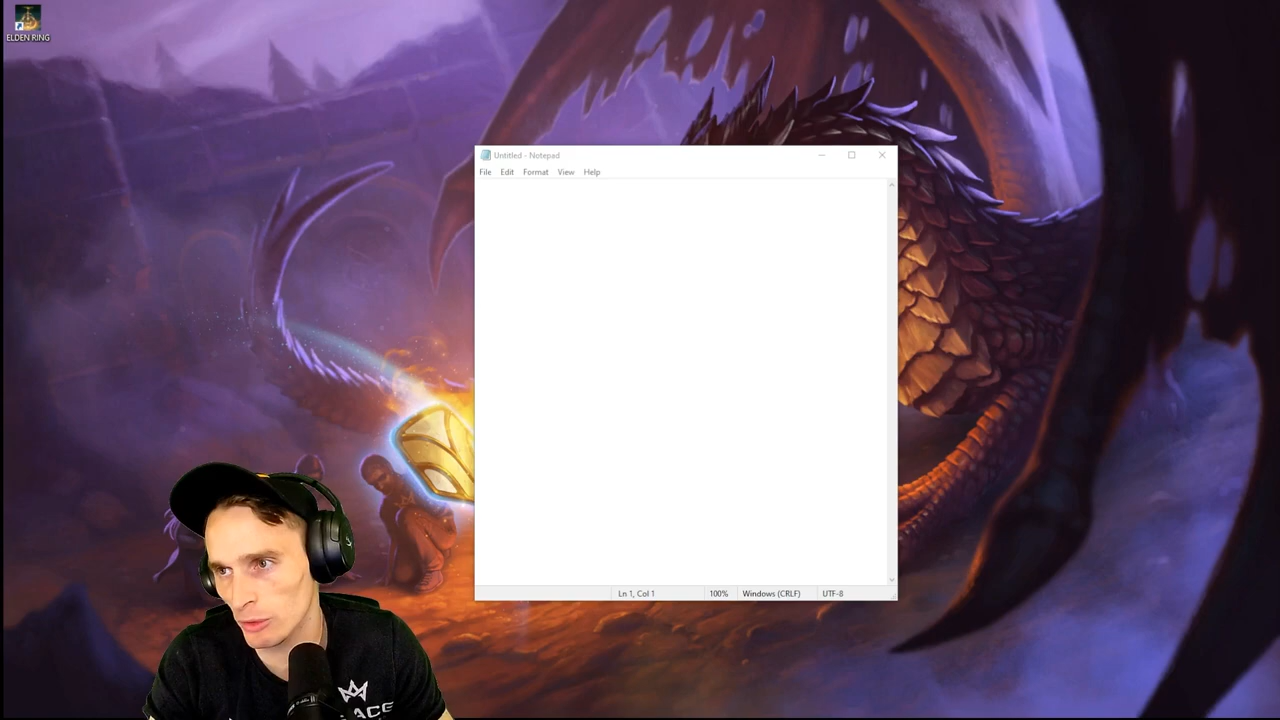 ELDEN RING
Untitled - Notepad
File Edit Format View Help
Ln 1, Col 1 100% Windows (CRLF) UTF-8